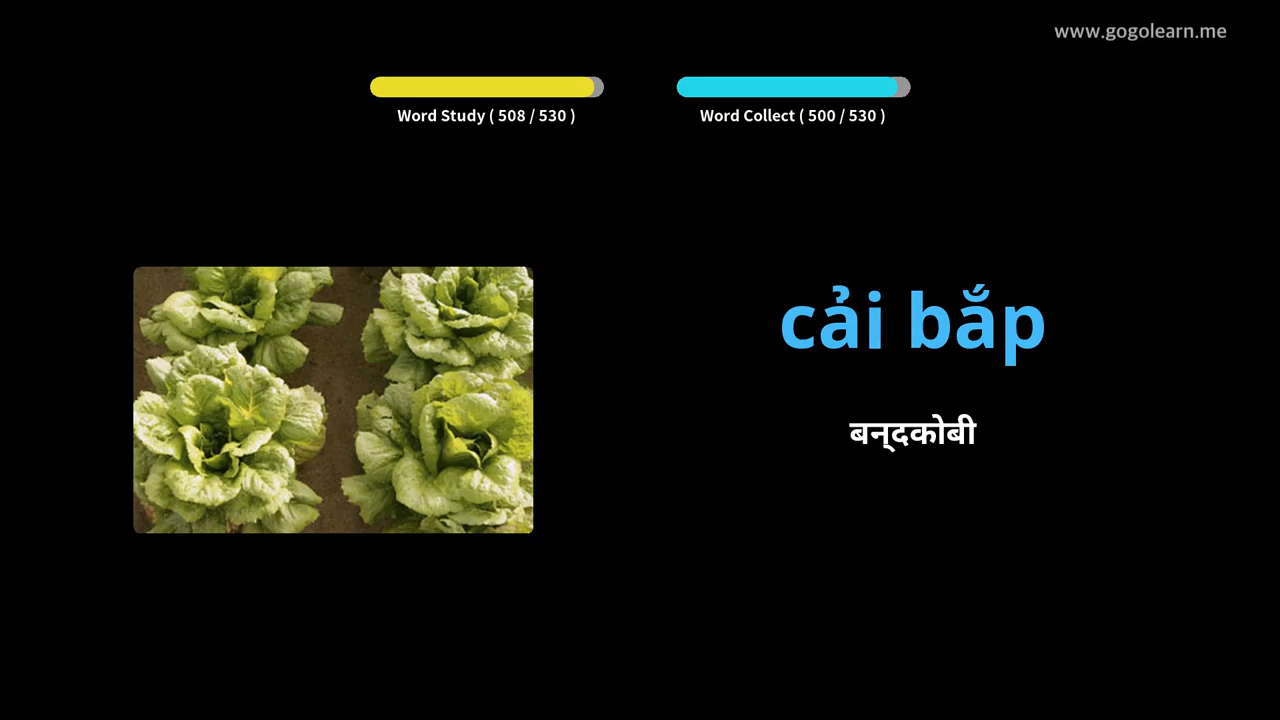 www.gogolearn.me
Word Study ( 508 / 530 )
Word Collect ( 500 / 530 )
cải bắp
बन्दकोबी